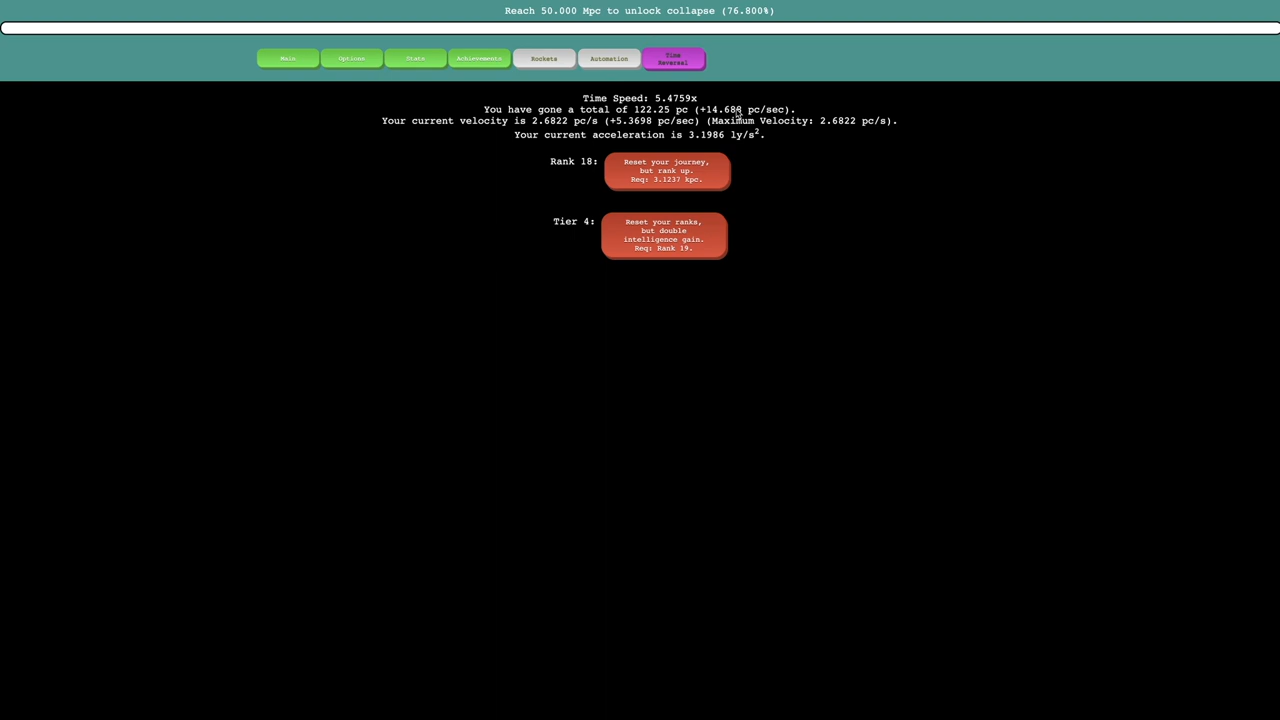 Reach 50.000 Mpc to unlock collapse (76.800%)
Main
Options
Stats
Achievements
Rockets
Automation
Time
Reversal
Time Speed: 5.4759x
You have gone a total of 122.25 pc (+14.688 pc/sec).
Your current velocity is 2.6822 pc/s (+5.3698 pc/sec) (Maximum Velocity: 2.6822 pc/s).
Your current acceleration is 3.1986 ly/s².
Rank 18:
Reset your journey,
but rank up.
Req: 3.1237 kpc.
Tier 4:
Reset your ranks,
but double
intelligence gain.
Req: Rank 19.